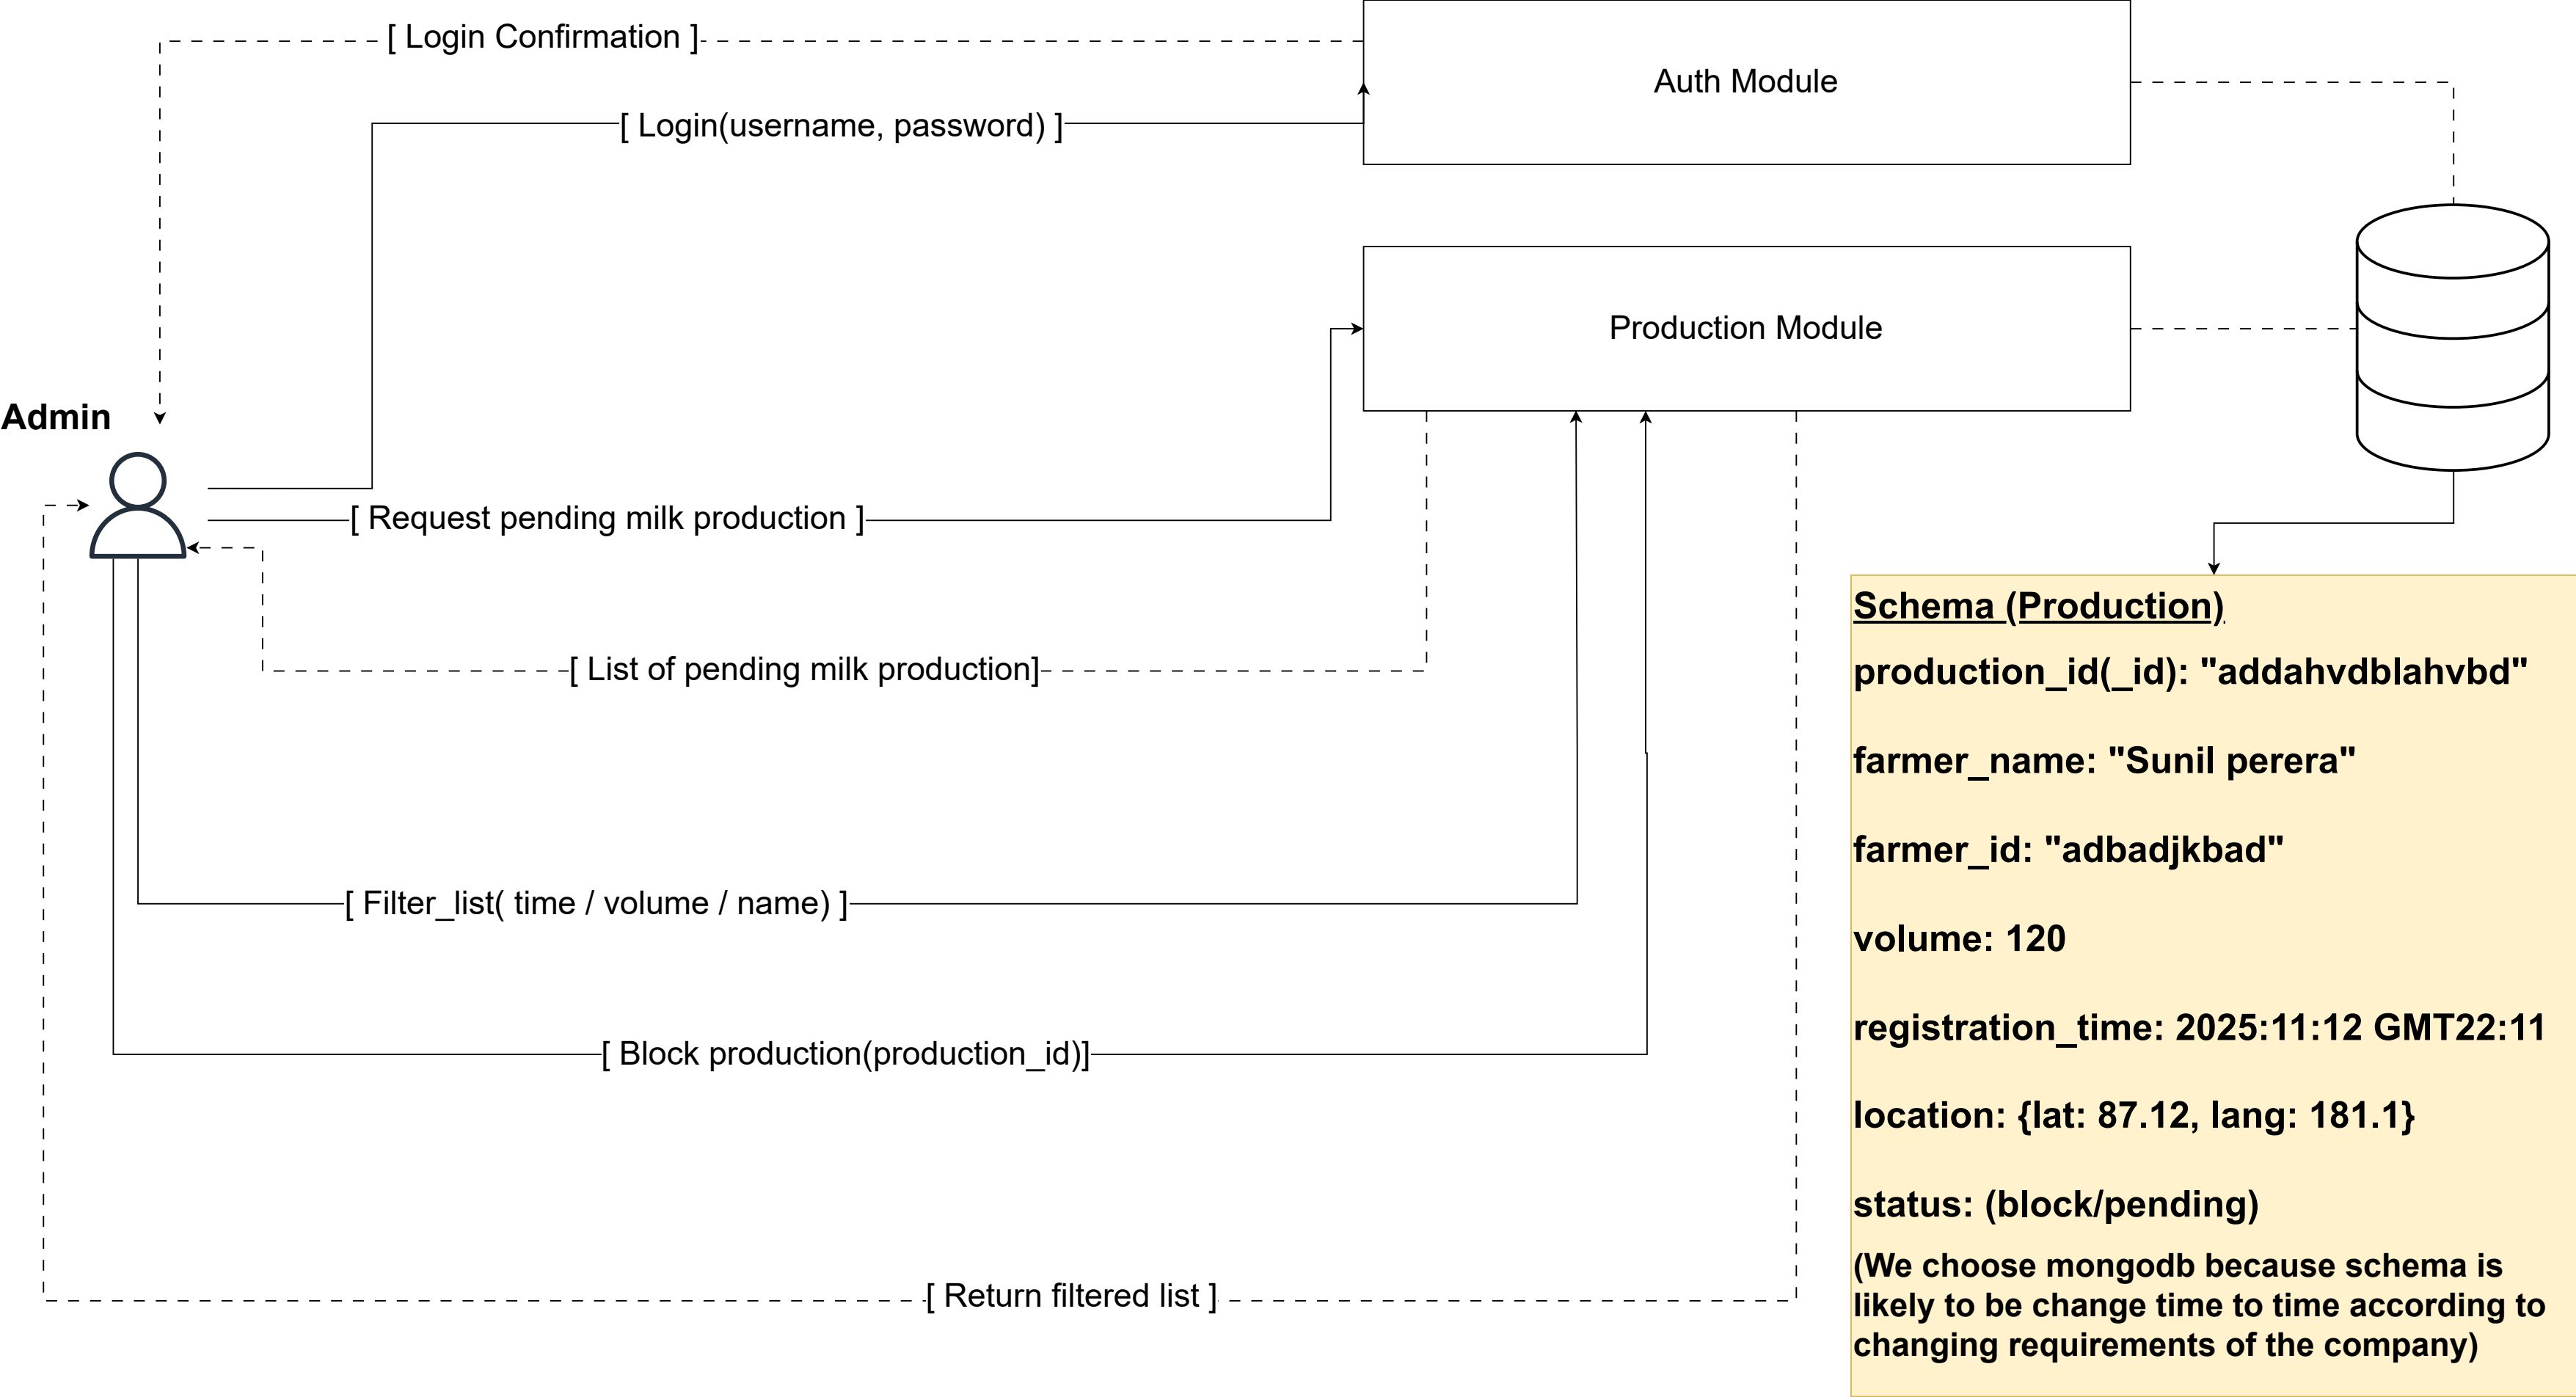 [ Login Confirmation ]
Auth Module
[ Login(username, password) ]
Production Module
Admin
[ Request pending milk production ]
[ List of pending milk production]
[ Filter_list( time / volume / name) ]
[ Block production(production_id)]
[ Return filtered list ]
Schema (Production)
production_id(_id): "addahvdblahvbd"
farmer_name: "Sunil perera"
farmer_id: "adbadjkbad"
volume: 120
registration_time: 2025:11:12 GMT22:11
location: {lat: 87.12, lang: 181.1}
status: (block/pending)
(We choose mongodb because schema is
likely to be change time to time according to
changing requirements of the company)